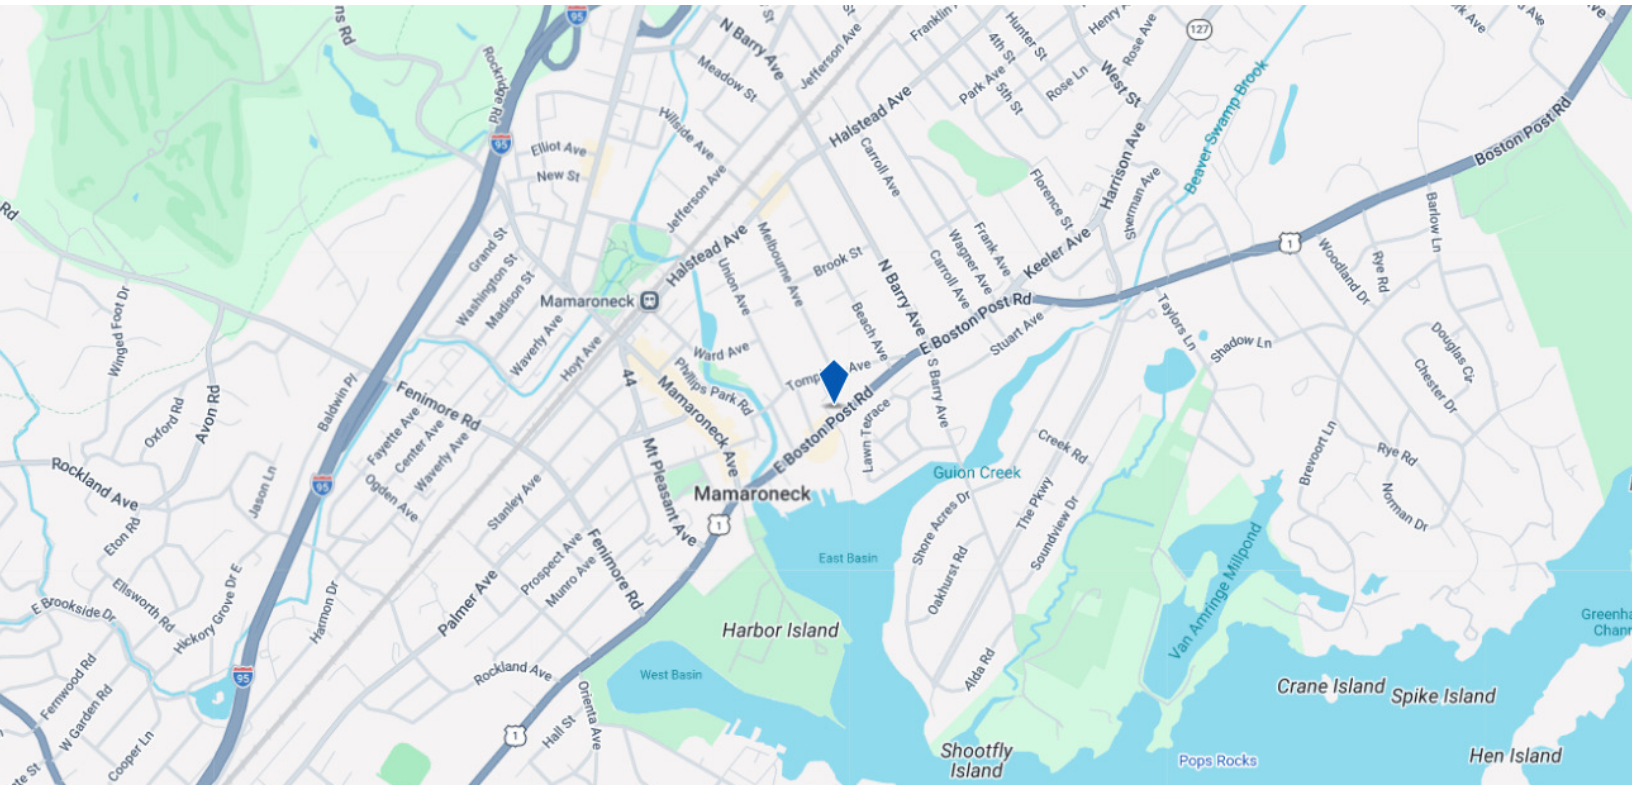 95
N Barry Ave
Jefferson Ave
Franklin
Hunter St
4th St
Henry
Rose Ave
127
Rockridge Rd
Meadow St
Park Ave
5th St
Rose Ln
West St
Halstead Ave
Hillside Ave
Beaver Swamp Brook
Boston Post Rd
95
Elliot Ave
New St
Carroll Ave
Harrison Ave
Florence St
Sherman Ave
Barlow Ln
Rd
Jefferson Ave
Grand St
Washington St
Madison St
Halstead Ave
Melbourne Ave
Union Ave
Brook St
N Barry Ave
Wagner Ave
Frank Ave
Carroll Ave
Keeler Ave
1
Woodland Dr
Rye Rd
Mamaroneck
Winged Foot Dr
Waverly Ave
Hoyt Ave
Beach Ave
E Boston Post Rd
Stuart Ave
Taylors Ln
Shadow Ln
Douglas Cir
Chester Dr
Ward Ave
Phillips Park Rd
Ave
S Barry Ave
Baldwin Pl
Fenimore Rd
44
Mamaroneck Ave
E Boston Post Rd
Lawn Terrace
Oxford Rd
Avon Rd
Fayette Ave
Center Ave
Waverly Ave
Ogden Ave
Mt Pleasant Ave
Creek Rd
Guion Creek
Brevoort Ln
Rye Rd
Norman Dr
Rockland Ave
Jason Ln
95
Stanley Ave
Mamaroneck
1
Shore Acres Dr
The Pkwy
Soundview Dr
Eton Rd
Prospect Ave
Munro Ave
Fenimore Rd
East Basin
Oakhurst Rd
Van Amringe Millpond
Ellsworth Rd
E Brookside Dr
Hickory Grove Dr E
Harmon Dr
Palmer Ave
Harbor Island
Fernwood Rd
W Garden Rd
95
Rockland Ave
West Basin
Alda Rd
Crane Island
Spike Island
Orienta Ave
1
Hall St
Cooper Ln
Shootfly
Island
Pops Rocks
Hen Island